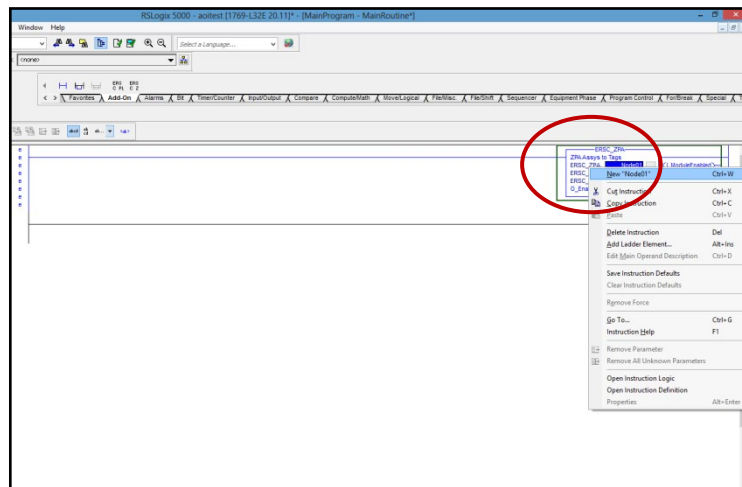 RSLogix 5000 - aoitest [1769-L32E 20.11]* - [MainProgram - MainRoutine*]
Window Help
Select a Language...
<none>
Favorites Add-On Alarms Bit Timer/Counter Input/Output Compare Compute/Math Move/Logical File/Misc. File/Shift Sequencer Equipment Phase Program Control For/Break Special
e
e
e
e
e
e
e
e
ERSC_ZPA
ZPA Assys to Tags
ERSC_ZPA Node01
ERSC_
ERSC_
O_Ena
New "Node01" Ctrl+W
Cut Instruction Ctrl+X
Copy Instruction Ctrl+C
Paste Ctrl+V
Delete Instruction Del
Add Ladder Element... Alt+Ins
Edit Main Operand Description Ctrl+D
Save Instruction Defaults
Clear Instruction Defaults
Remove Force
Go To... Ctrl+G
Instruction Help F1
Remove Parameter
Remove All Unknown Parameters
Open Instruction Logic
Open Instruction Definition
Properties Alt+Enter